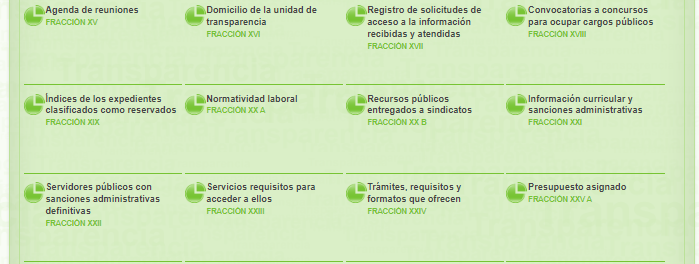 Agenda de reuniones
FRACCIÓN XV
Domicilio de la unidad de
transparencia
FRACCIÓN XVI
Registro de solicitudes de
acceso a la información
recibidas y atendidas
FRACCIÓN XVII
Convocatorias a concursos
para ocupar cargos públicos
FRACCIÓN XVIII
Índices de los expedientes
clasificados como reservados
FRACCIÓN XIX
Normatividad laboral
FRACCIÓN XX A
Recursos públicos
entregados a sindicatos
FRACCIÓN XX B
Información curricular y
sanciones administrativas
FRACCIÓN XXI
Servidores públicos con
sanciones administrativas
definitivas
FRACCIÓN XXII
Servicios requisitos para
acceder a ellos
FRACCIÓN XXIII
Trámites, requisitos y
formatos que ofrecen
FRACCIÓN XXIV
Presupuesto asignado
FRACCIÓN XXV A